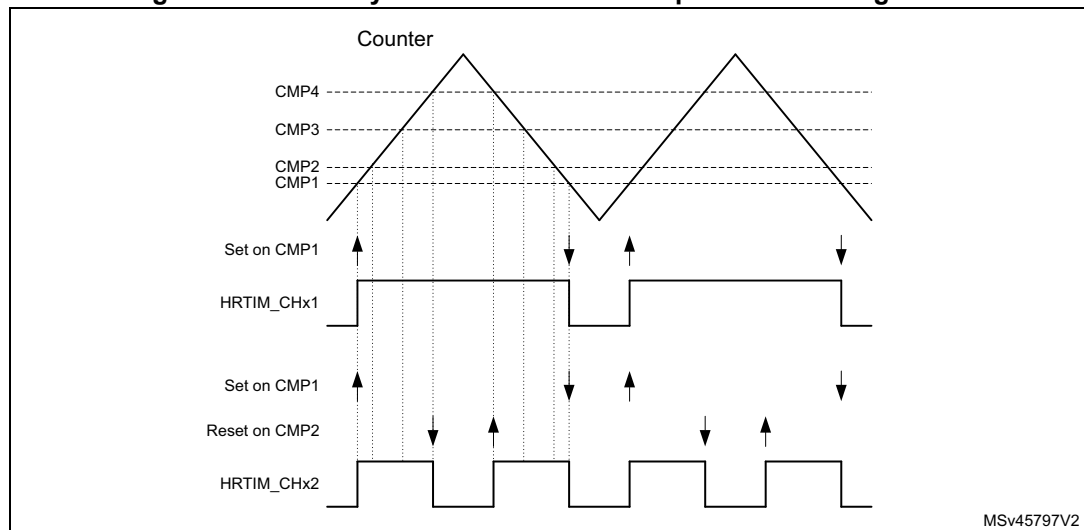 Counter
CMP4
CMP3
CMP2
CMP1
Set on CMP1
HRTIM_CHx1
Set on CMP1
Reset on CMP2
HRTIM_CHx2
MSv45797V2